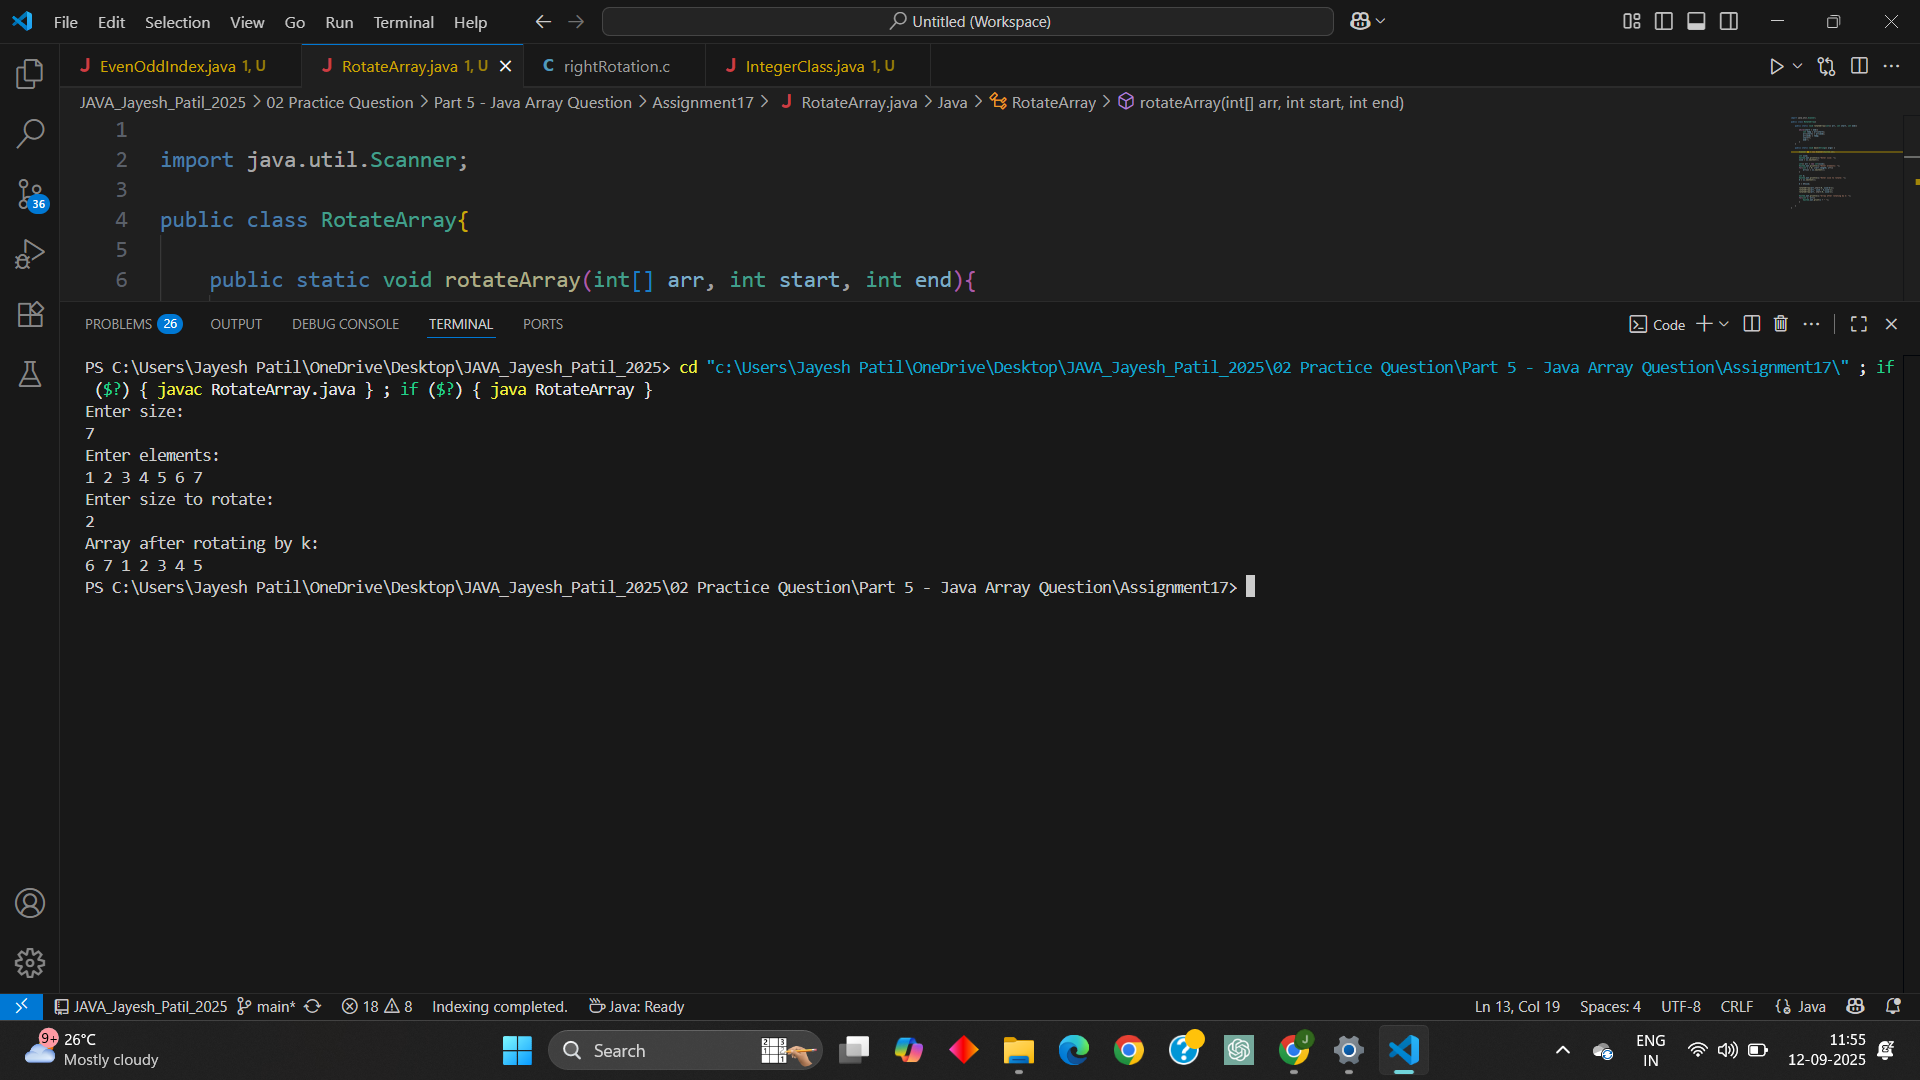 File Edit Selection View Go Run Terminal Help
Untitled (Workspace)
J EvenOddIndex.java 1, U
J RotateArray.java 1, U
C rightRotation.c
J IntegerClass.java 1, U
JAVA_Jayesh_Patil_2025 > 02 Practice Question > Part 5 - Java Array Question > Assignment17 > J RotateArray.java > Java > RotateArray > rotateArray(int[] arr, int start, int end)
1
2 import java.util.Scanner;
3
4 public class RotateArray{
5
6 public static void rotateArray(int[] arr, int start, int end){
36
PROBLEMS 26 OUTPUT DEBUG CONSOLE TERMINAL PORTS
Code
PS C:\Users\Jayesh Patil\OneDrive\Desktop\JAVA_Jayesh_Patil_2025> cd "c:\Users\Jayesh Patil\OneDrive\Desktop\JAVA_Jayesh_Patil_2025\02 Practice Question\Part 5 - Java Array Question\Assignment17\" ; if
($?) { javac RotateArray.java } ; if ($?) { java RotateArray }
Enter size:
7
Enter elements:
1 2 3 4 5 6 7
Enter size to rotate:
2
Array after rotating by k:
6 7 1 2 3 4 5
PS C:\Users\Jayesh Patil\OneDrive\Desktop\JAVA_Jayesh_Patil_2025\02 Practice Question\Part 5 - Java Array Question\Assignment17>
JAVA_Jayesh_Patil_2025 main* 18 8 Indexing completed. Java: Ready
Ln 13, Col 19 Spaces: 4 UTF-8 CRLF {} Java
9+
26°C
Mostly cloudy
Search
J
ENG
IN
11:55
12-09-2025